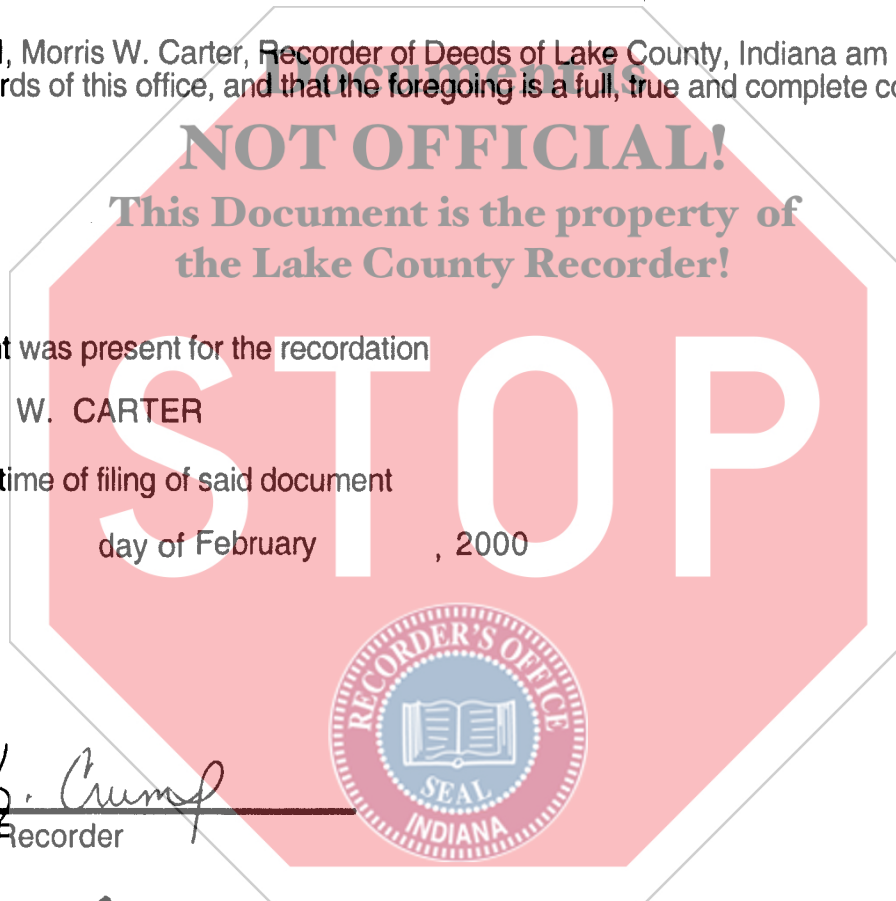 I, Morris W. Carter, Recorder of Deeds of Lake County, Indiana am
rds of this office, and that the foregoing is a full, true and complete co
Document is
NOT OFFICIAL!
This Document is the property of
the Lake County Recorder!
t was present for the recordation
W. CARTER
time of filing of said document
day of February , 2000
STOP
RECORDER'S OFFICE
SEAL
INDIANA
. Crump
Recorder